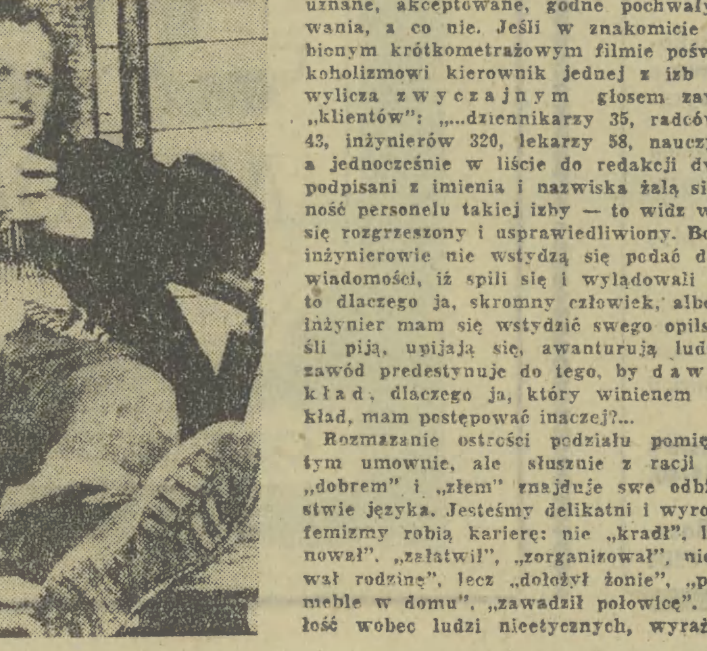 uznane, akceptowane, godne pochwały
wania, a co nie. Jeśli w znakomicie
bionym krótkometrażowym filmie pośw
koholizmowi kierownik jednej z izb
wylicza zwyczajnym głosem zaw
„klientów”: „...dziennikarzy 35, radców
43, inżynierów 320, lekarzy 58, nauczy
a jednocześnie w liście do redakcji dw
podpisani z imienia i nazwiska żalą si
ność personelu takiej izby — to widz w
się rozgrzeszony i usprawiedliwiony. Bo
inżynierowie nie wstydzą się podać d
wiadomości, iż spili się i wylądowali
to dlaczego ja, skromny człowiek, albo
inżynier mam się wstydzić swego opils
śli piją, upijają się, awanturują lud
zawód predestynuje do tego, by daw
kład, dlaczego ja, który winienem
kład, mam postępować inaczej?...
Rozmazanie ostrości podziału pomię
tym umownie, ale słusznie z racji
„dobrem” i „złem” znajduje swe odbi
stwie języka. Jesteśmy delikatni i wyro
femizmy robią karierę: nie „kradł”, l
nował”, „załatwił”, „zorganizował”, nie
wał rodzinę”, lecz „dołożył żonie”, „p
meble w domu”, „zawadził połowicę”.
łość wobec ludzi nieetycznych, wyraż